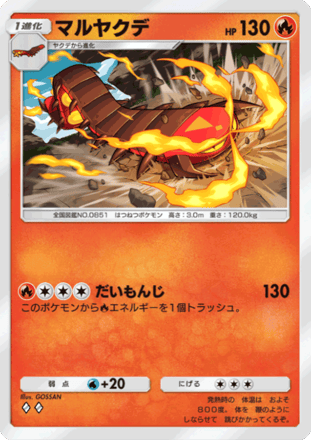 1進化
マルヤクデ
HP 130
ヤクデから進化
全国図鑑NO.0851 はつねつポケモン 高さ:3.0m 重さ:120.0kg
だいもんじ 130
このポケモンから エネルギーを1個トラッシュ。
弱点 +20 にげる
Illus. GOSSAN
発熱時の 体温は およそ
800度。 体を 鞭のように
しならせて 跳びかかってくるぞ。